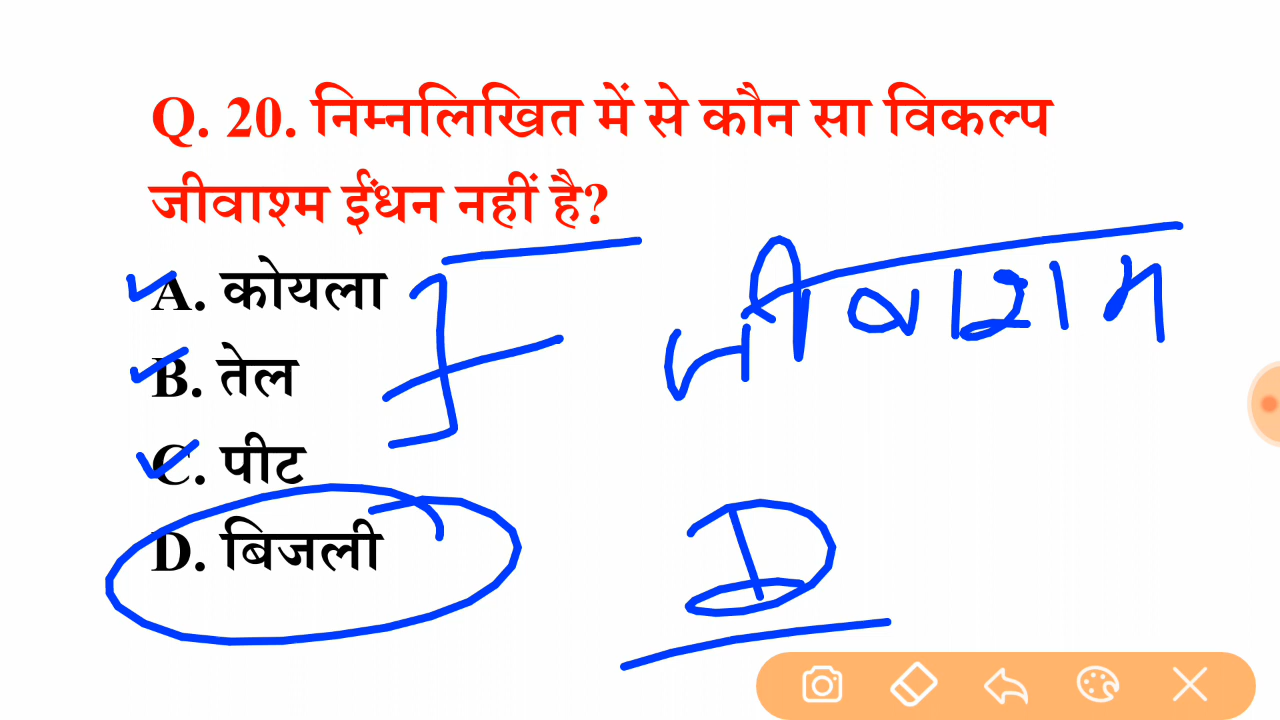 Q. 20. निम्नलिखित में से कौन सा विकल्प
जीवाश्म ईंधन नहीं है?
A. कोयला
B. तेल
C. पीट
D. बिजली
जीवाश्म
D